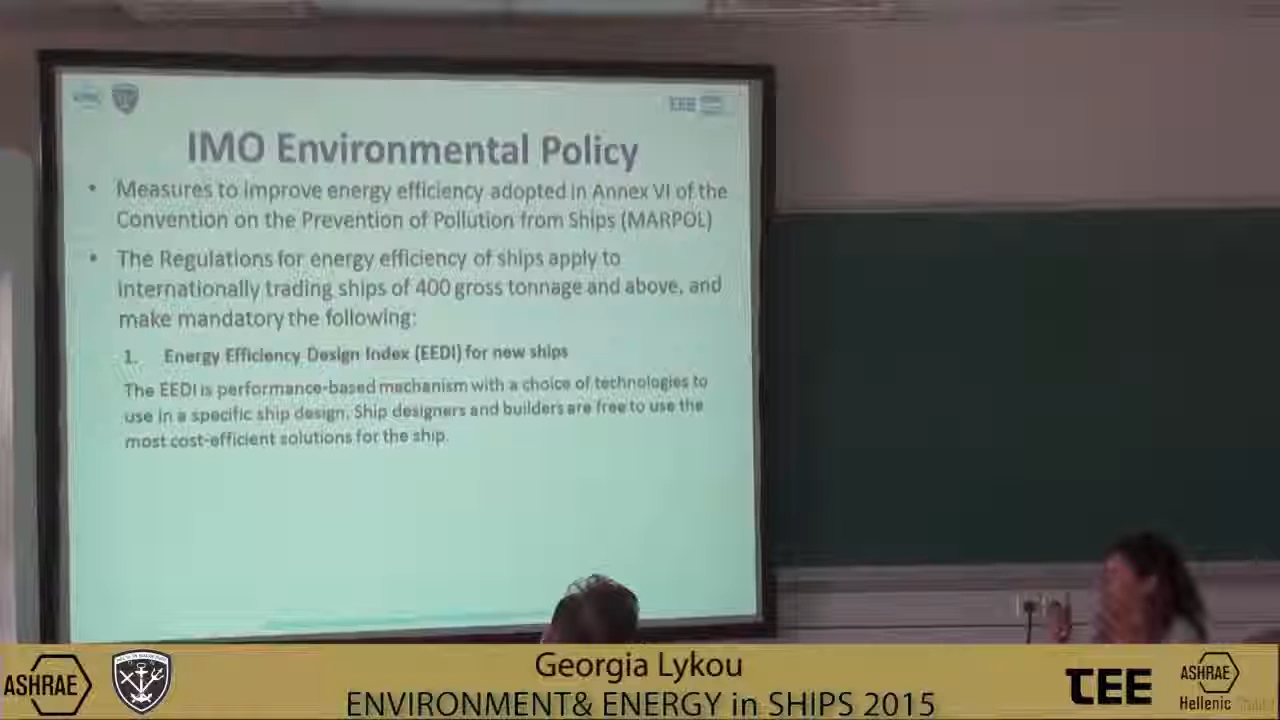 TEE
IMO Environmental Policy
• Measures to improve energy efficiency adopted in Annex VI of the
Convention on the Prevention of Pollution from Ships (MARPOL)
• The Regulations for energy efficiency of ships apply to
internationally trading ships of 400 gross tonnage and above, and
make mandatory the following:
1. Energy Efficiency Design Index (EEDI) for new ships
The EEDI is performance-based mechanism with a choice of technologies to
use in a specific ship design. Ship designers and builders are free to use the
most cost-efficient solutions for the ship.
ASHRAE
Georgia Lykou
ENVIRONMENT& ENERGY in SHIPS 2015
TEE
ASHRAE
Hellenic